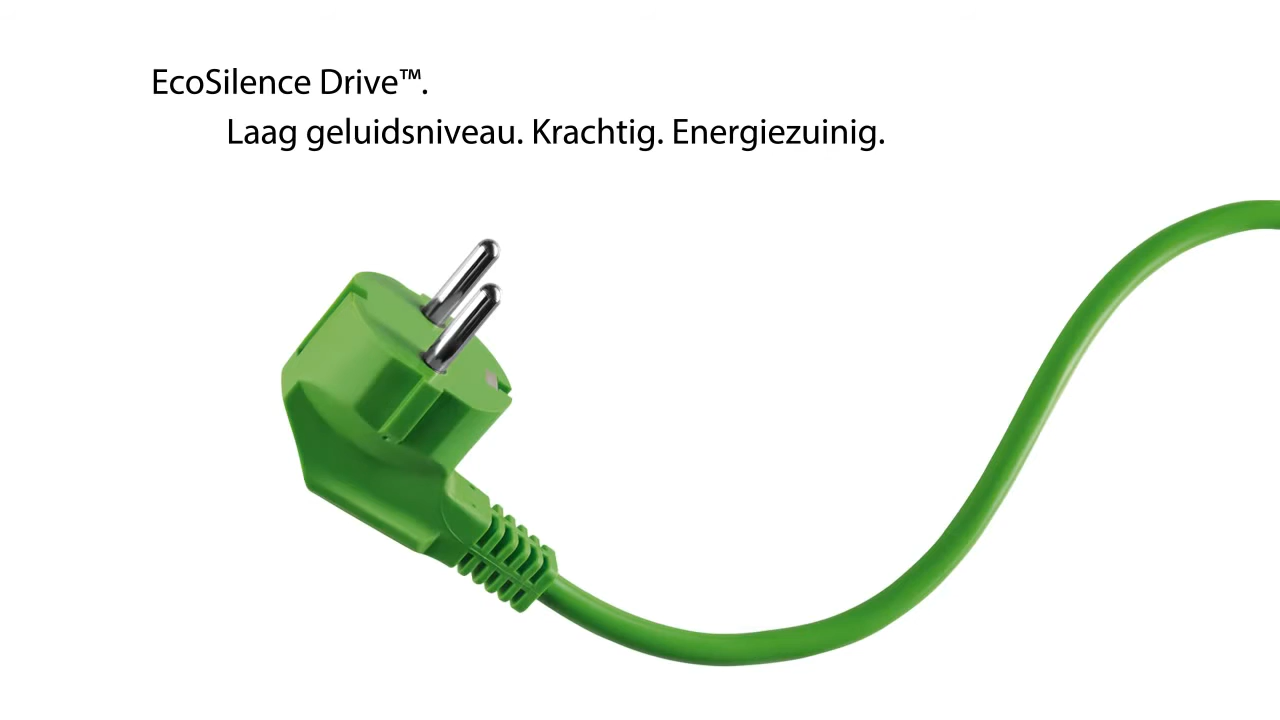 EcoSilence Drive™.
Laag geluidsniveau. Krachtig. Energiezuinig.